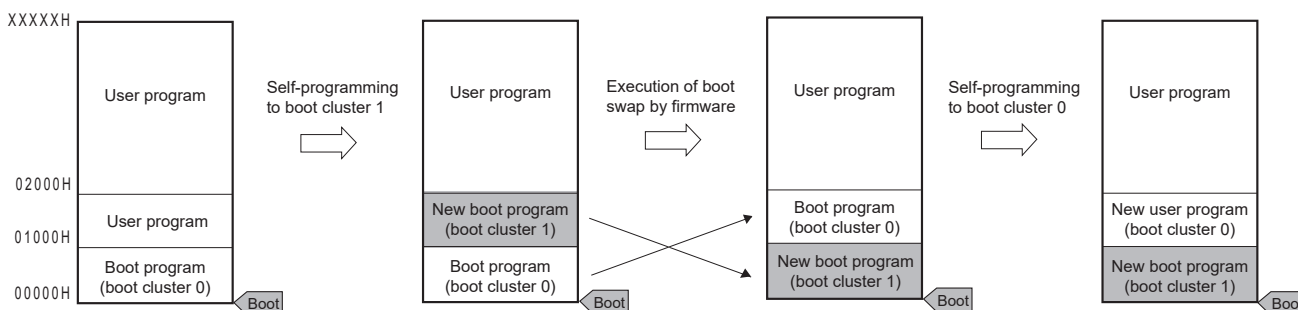 XXXXXH
User program
02000H
User program
01000H
Boot program
(boot cluster 0)
00000H
Boot
Self-programming
to boot cluster 1
User program
New boot program
(boot cluster 1)
Boot program
(boot cluster 0)
Boot
Execution of boot
swap by firmware
User program
Boot program
(boot cluster 0)
New boot program
(boot cluster 1)
Boot
Self-programming
to boot cluster 0
User program
New user program
(boot cluster 0)
New boot program
(boot cluster 1)
Boot